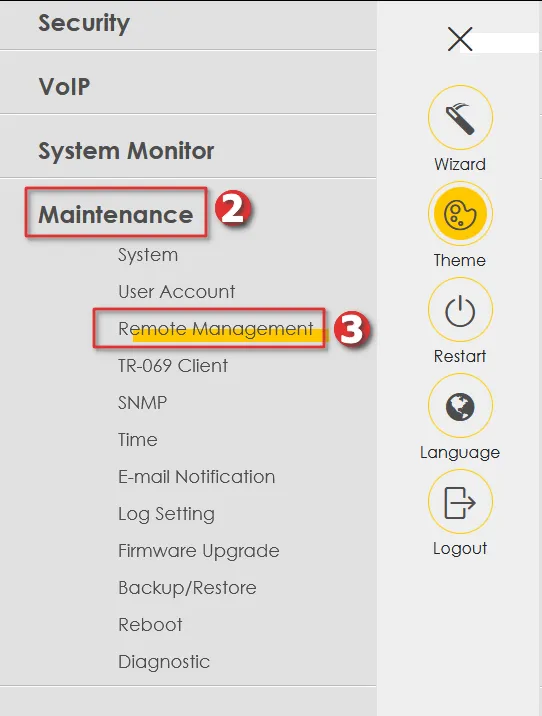 Security
VoIP
System Monitor
Maintenance 2
System
User Account
Remote Management 3
TR-069 Client
SNMP
Time
E-mail Notification
Log Setting
Firmware Upgrade
Backup/Restore
Reboot
Diagnostic
Wizard
Theme
Restart
Language
Logout